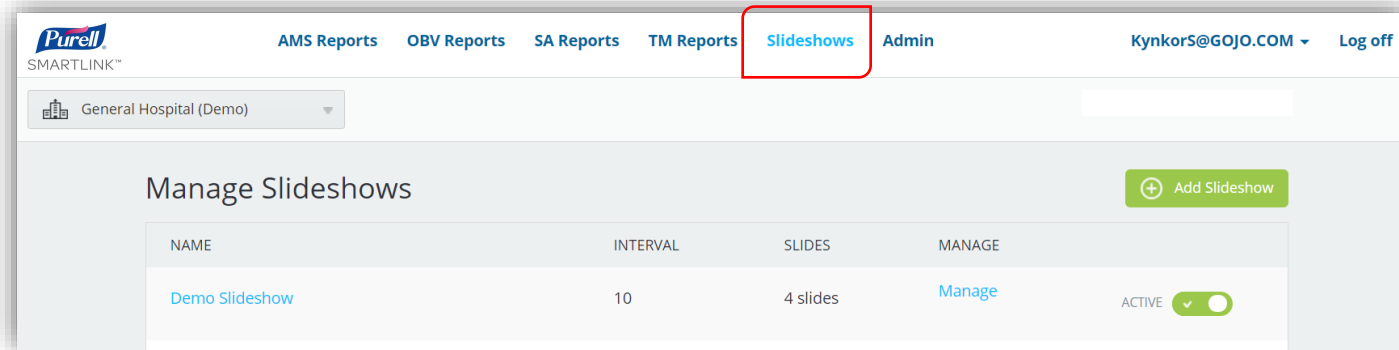 Purell
SMARTLINK™
AMS Reports OBV Reports SA Reports TM Reports Slideshows Admin KynkorS@GOJO.COM Log off
General Hospital (Demo)
Manage Slideshows Add Slideshow
NAME INTERVAL SLIDES MANAGE
Demo Slideshow 10 4 slides Manage ACTIVE